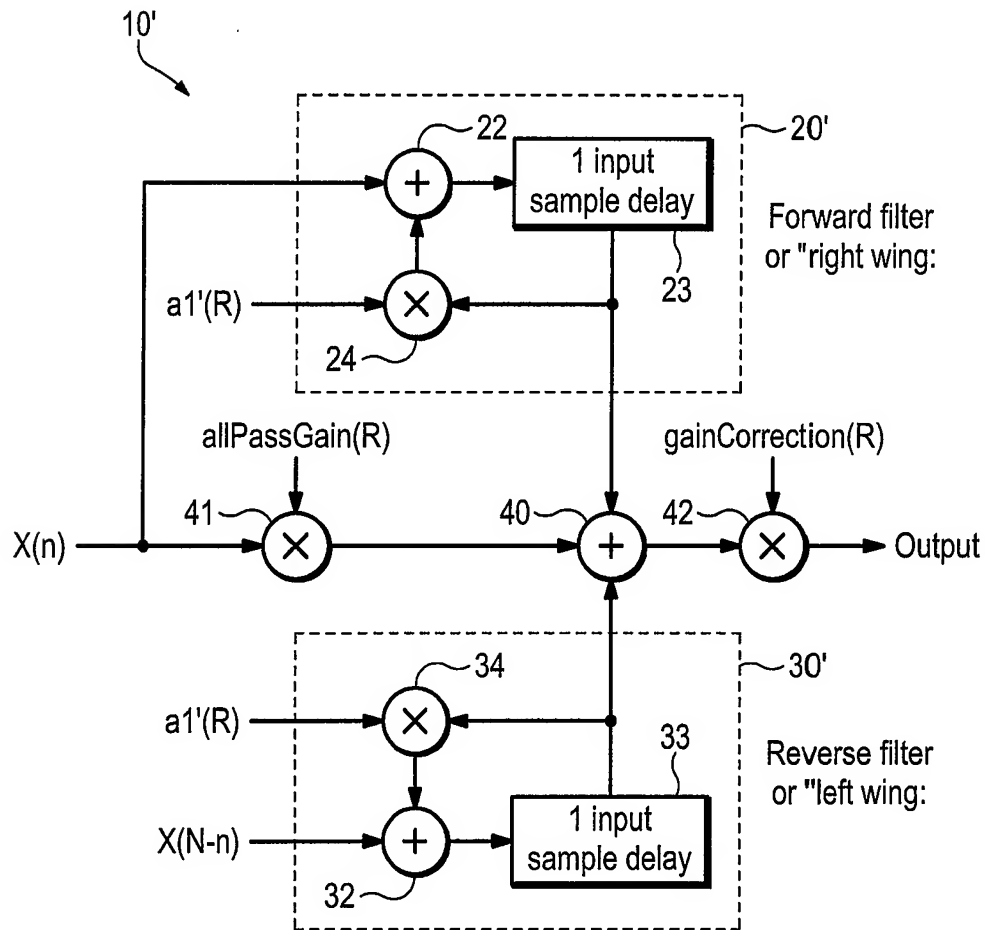 10'
22
20'
1 input
sample delay
Forward filter
or "right wing:
23
a1'(R)
24
allPassGain(R)
gainCorrection(R)
41
40
42
X(n)
Output
34
30'
a1'(R)
33
Reverse filter
or "left wing:
1 input
sample delay
X(N-n)
32